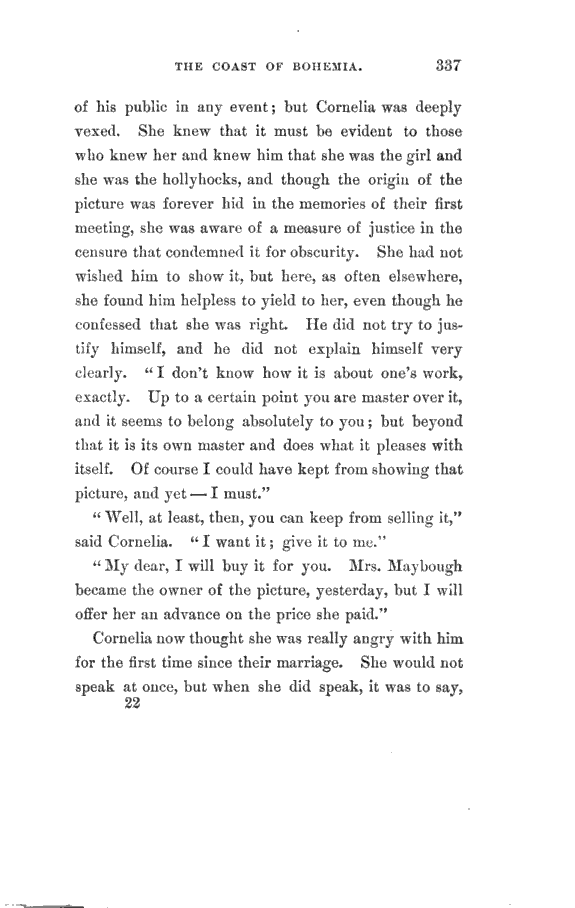 THE COAST OF BOHEMIA. 337
of his public in any event; but Cornelia was deeply
vexed. She knew that it must be evident to those
who knew her and knew him that she was the girl and
she was the hollyhocks, and though the origin of the
picture was forever hid in the memories of their first
meeting, she was aware of a measure of justice in the
censure that condemned it for obscurity. She had not
wished him to show it, but here, as often elsewhere,
she found him helpless to yield to her, even though he
confessed that she was right. He did not try to jus-
tify himself, and he did not explain himself very
clearly. “I don't know how it is about one's work,
exactly. Up to a certain point you are master over it,
and it seems to belong absolutely to you; but beyond
that it is its own master and does what it pleases with
itself. Of course I could have kept from showing that
picture, and yet — I must.”
“Well, at least, then, you can keep from selling it,”
said Cornelia. “I want it; give it to me.”
“My dear, I will buy it for you. Mrs. Maybough
became the owner of the picture, yesterday, but I will
offer her an advance on the price she paid.”
Cornelia now thought she was really angry with him
for the first time since their marriage. She would not
speak at once, but when she did speak, it was to say,
22